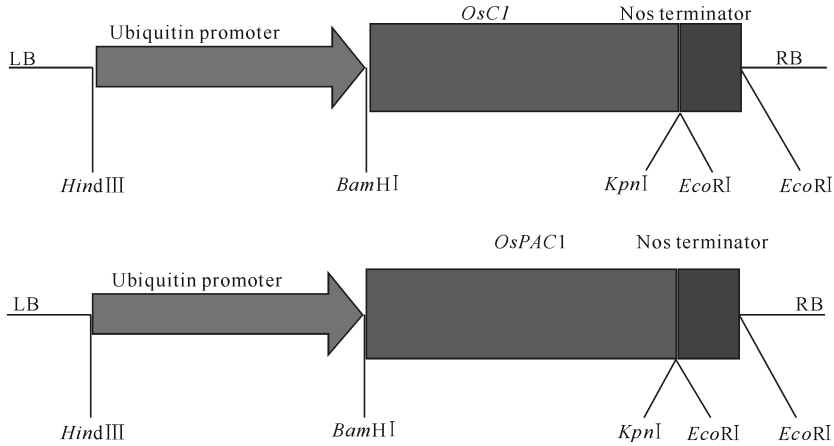 Ubiquitin promoter
OsC1
Nos terminator
LB
RB
HindⅢ
BamHⅠ
KpnⅠ
EcoRⅠ
EcoRⅠ
OsPAC1
Nos terminator
Ubiquitin promoter
LB
RB
HindⅢ
BamHⅠ
KpnⅠ
EcoRⅠ
EcoRⅠ